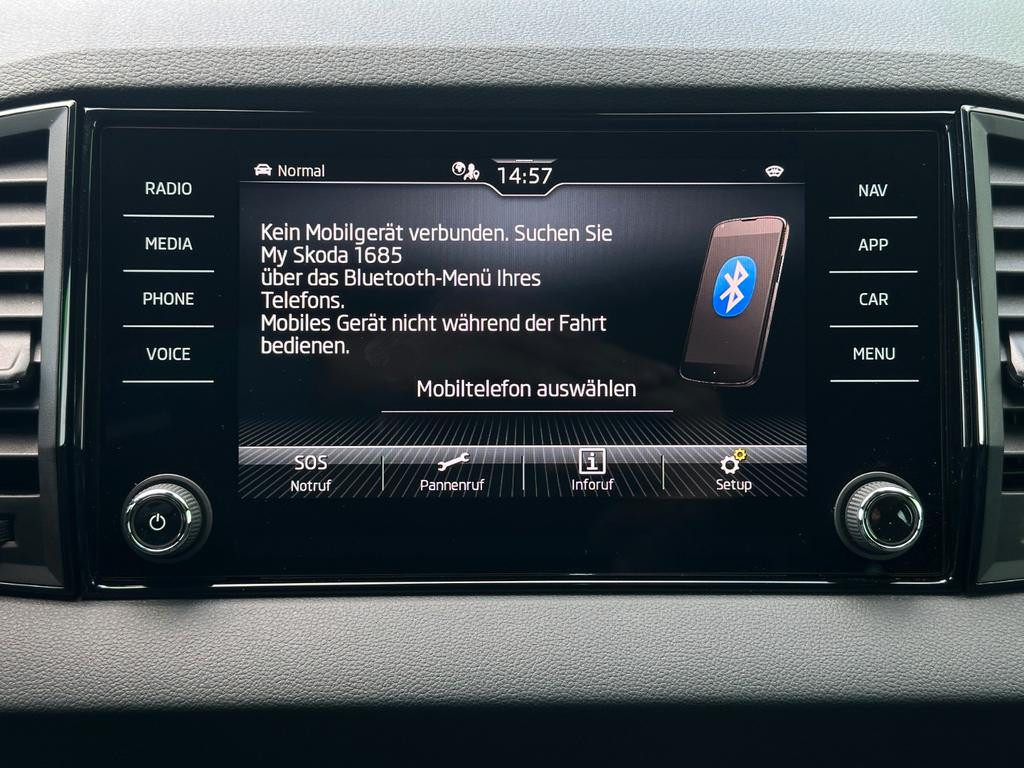 RADIO
MEDIA
PHONE
VOICE
Normal
14:57
Kein Mobilgerät verbunden. Suchen Sie
My Skoda 1685
über das Bluetooth-Menü Ihres
Telefons.
Mobiles Gerät nicht während der Fahrt
bedienen.
Mobiltelefon auswählen
SOS
Notruf
Pannenruf
Inforuf
Setup
NAV
APP
CAR
MENU